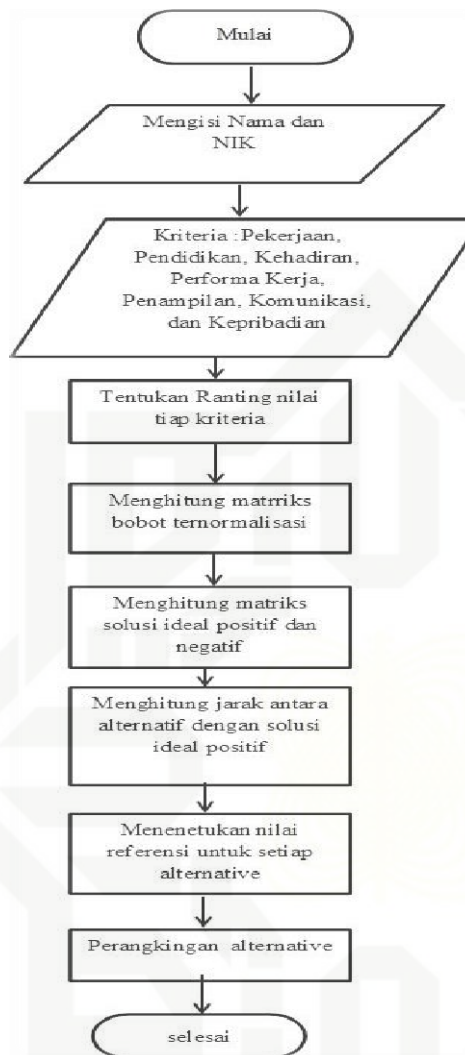 Mulai
Mengisi Nama dan
NIK
Kriteria :Pekerjaan,
Pendidikan, Kehadiran,
Performa Kerja,
Penampilan, Komunikasi,
dan Kepribadian
Tentukan Ranting nilai
tiap kriteria
Menghitung matrriks
bobot ternormalisasi
Menghitung matriks
solusi ideal positif dan
negatif
Menghitung jarak antara
alternatif dengan solusi
ideal positif
Menenetukan nilai
referensi untuk setiap
alternative
Perangkingan alternative
selesai